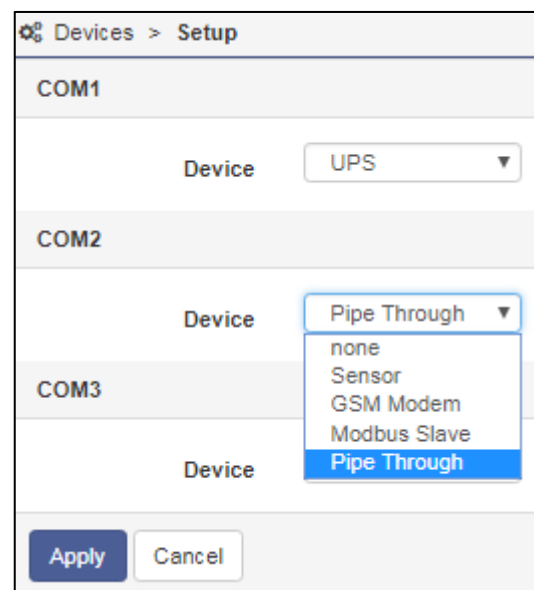 Devices > Setup
COM1
Device UPS
COM2
Device Pipe Through
none
Sensor
GSM Modem
Modbus Slave
Pipe Through
COM3
Device
Apply Cancel